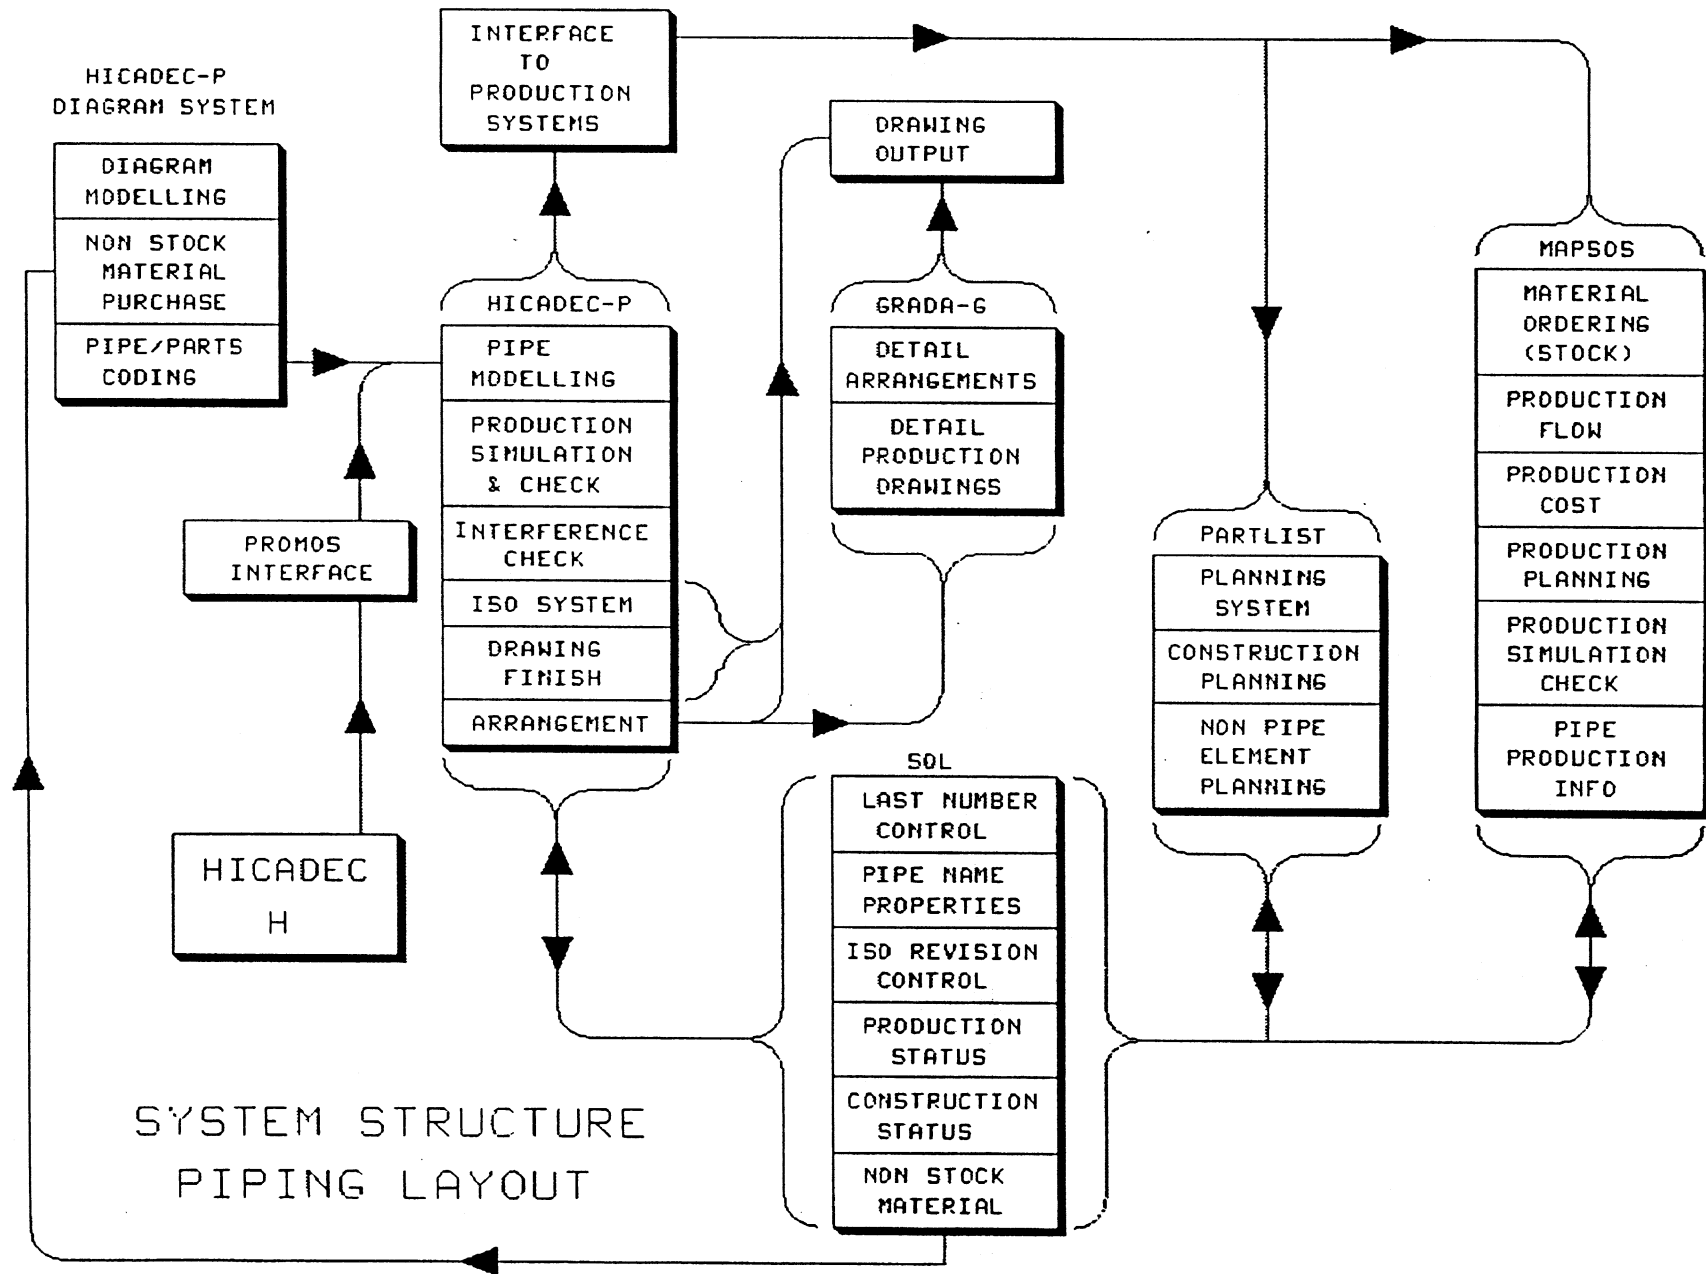 INTERFACE
TO
PRODUCTION
SYSTEMS
HICADEC-P
DIAGRAM SYSTEM
DIAGRAM
MODELLING
NON STOCK
MATERIAL
PURCHASE
PIPE/PARTS
CODING
DRAWING
OUTPUT
HICADEC-P
PIPE
MODELLING
PRODUCTION
SIMULATION
& CHECK
INTERFERENCE
CHECK
ISO SYSTEM
DRAWING
FINISH
ARRANGEMENT
GRADA-G
DETAIL
ARRANGEMENTS
DETAIL
PRODUCTION
DRAWINGS
PROMOS
INTERFACE
HICADEC
H
PARTLIST
PLANNING
SYSTEM
CONSTRUCTION
PLANNING
NON PIPE
ELEMENT
PLANNING
MAPSOS
MATERIAL
ORDERING
(STOCK)
PRODUCTION
FLOW
PRODUCTION
COST
PRODUCTION
PLANNING
PRODUCTION
SIMULATION
CHECK
PIPE
PRODUCTION
INFO
SQL
LAST NUMBER
CONTROL
PIPE NAME
PROPERTIES
ISO REVISION
CONTROL
PRODUCTION
STATUS
CONSTRUCTION
STATUS
NON STOCK
MATERIAL
SYSTEM STRUCTURE
PIPING LAYOUT